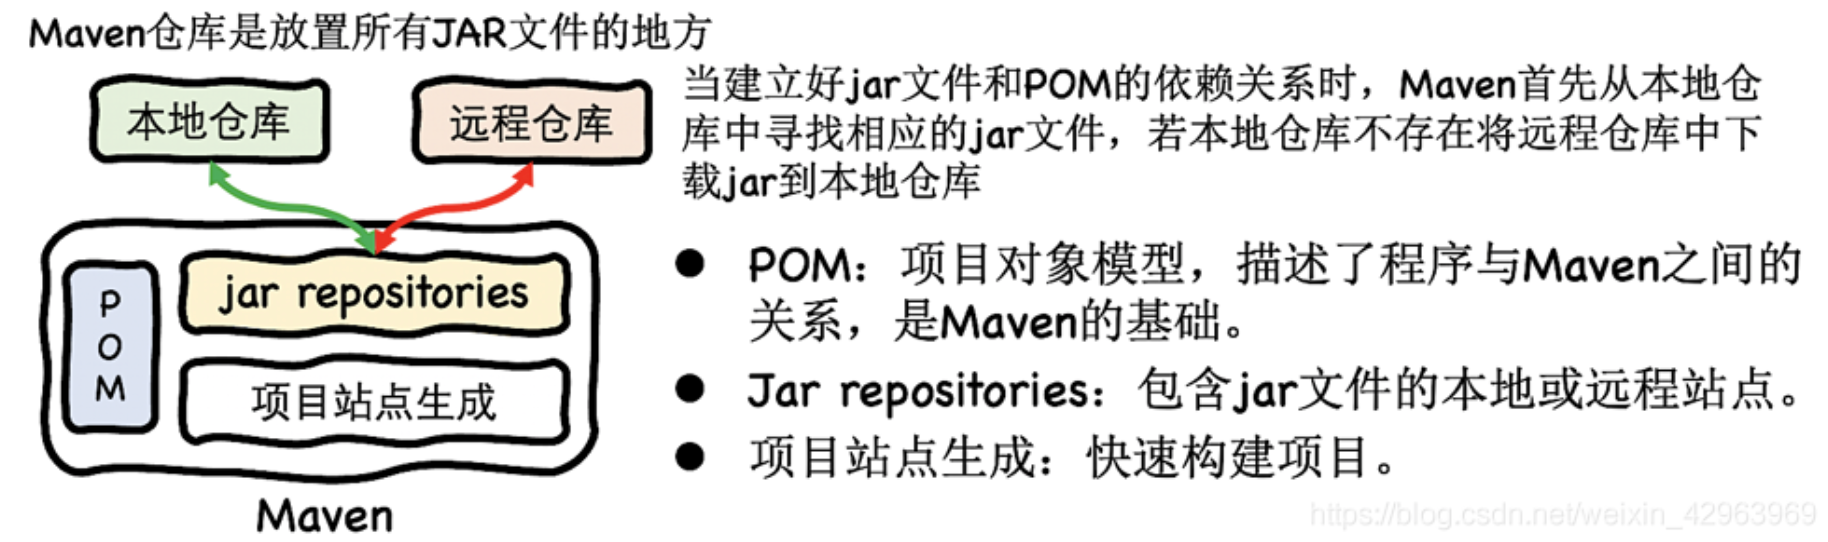 Maven仓库是放置所有JAR文件的地方
本地仓库
远程仓库
当建立好jar文件和POM的依赖关系时，Maven首先从本地仓
库中寻找相应的jar文件，若本地仓库不存在将远程仓库中下
载jar到本地仓库
P
O
M
jar repositories
项目站点生成
Maven
● POM：项目对象模型，描述了程序与Maven之间的
关系，是Maven的基础。
● Jar repositories：包含jar文件的本地或远程站点。
● 项目站点生成：快速构建项目。
https://blog.csdn.net/weixin_42963969